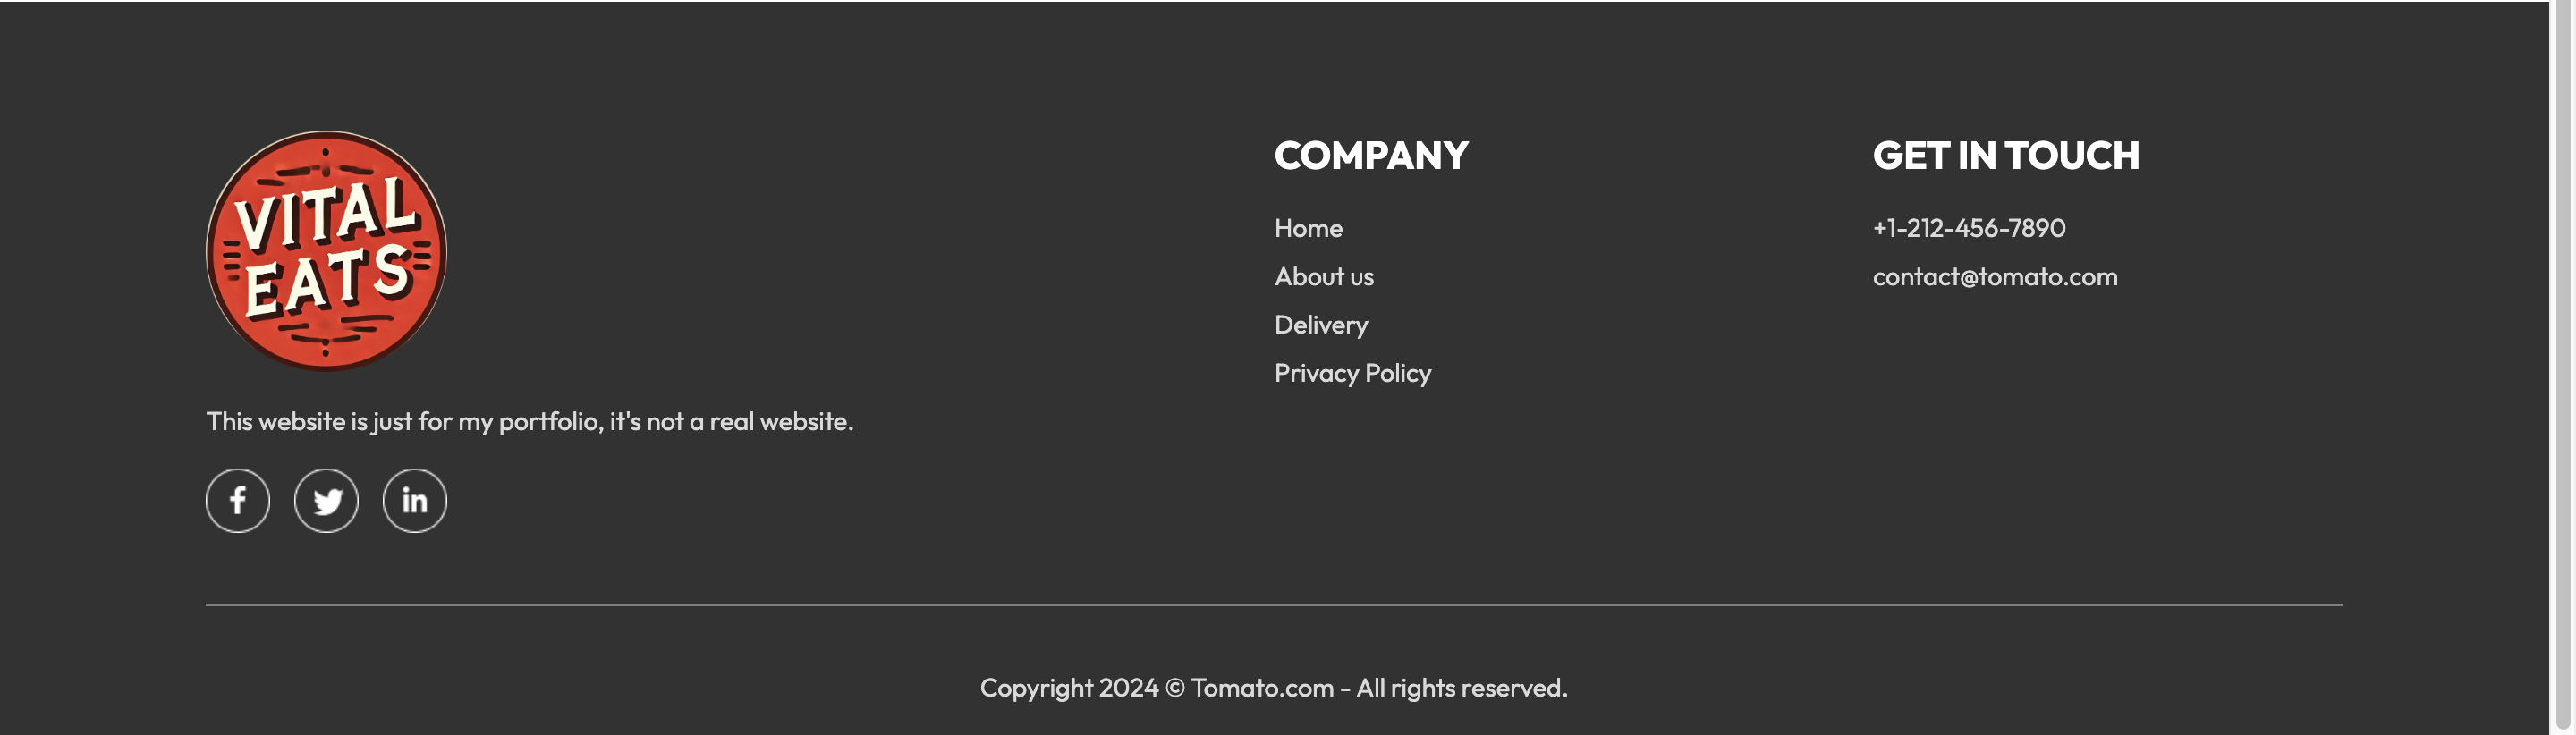 VITAL
EATS
This website is just for my portfolio, it's not a real website.
f
in
COMPANY
Home
About us
Delivery
Privacy Policy
GET IN TOUCH
+1-212-456-7890
contact@tomato.com
Copyright 2024 © Tomato.com - All rights reserved.